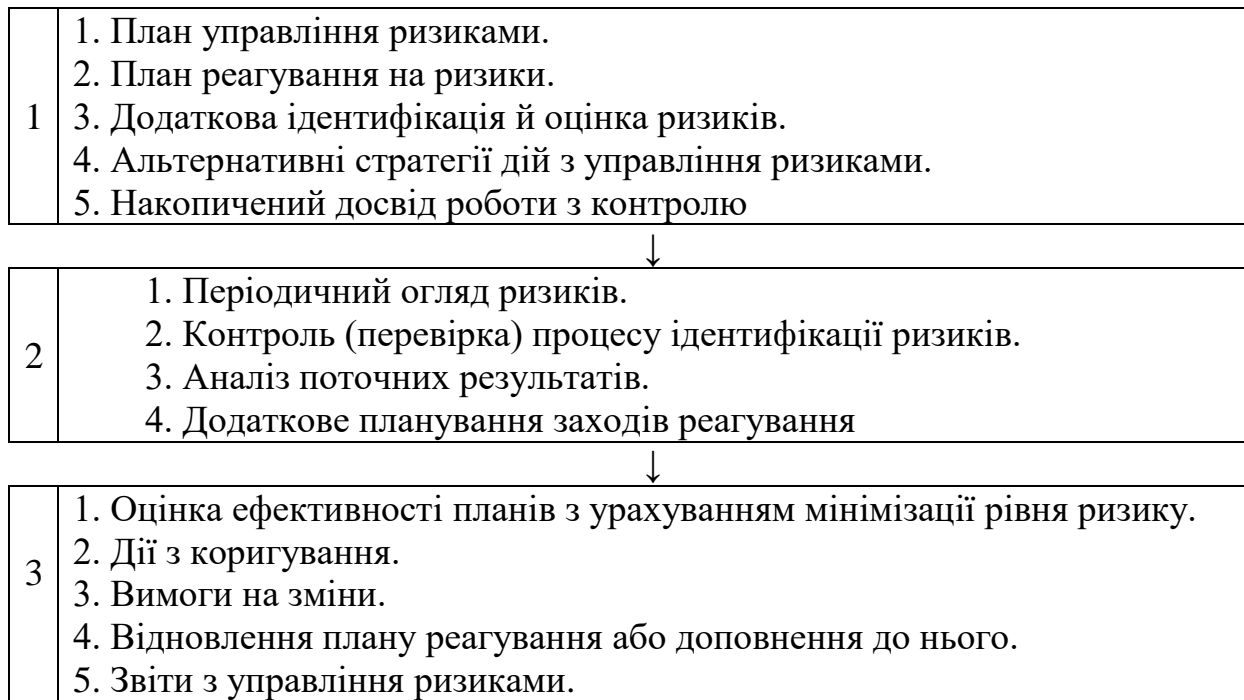 1. План управління ризиками.
2. План реагування на ризики.
1 3. Додаткова ідентифікація й оцінка ризиків.
4. Альтернативні стратегії дій з управління ризиками.
5. Накопичений досвід роботи з контролю
↓
1. Періодичний огляд ризиків.
2. Контроль (перевірка) процесу ідентифікації ризиків.
2
3. Аналіз поточних результатів.
4. Додаткове планування заходів реагування
↓
1. Оцінка ефективності планів з урахуванням мінімізації рівня ризику.
2. Дії з коригування.
3
3. Вимоги на зміни.
4. Відновлення плану реагування або доповнення до нього.
5. Звіти з управління ризиками.